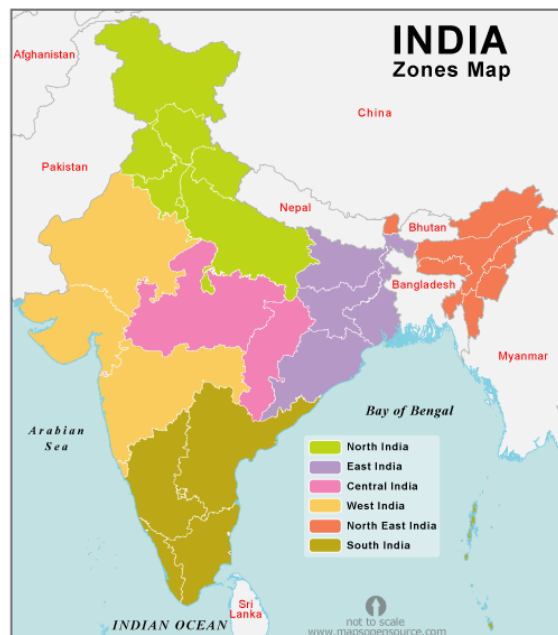 INDIA
Zones Map
Afghanistan
China
Pakistan
Nepal
Bhutan
Bangladesh
Myanmar
Arabian
Sea
Bay of Bengal
North India
East India
Central India
West India
North East India
South India
Sri
Lanka
INDIAN OCEAN
not to scale
www.mapsopensource.com